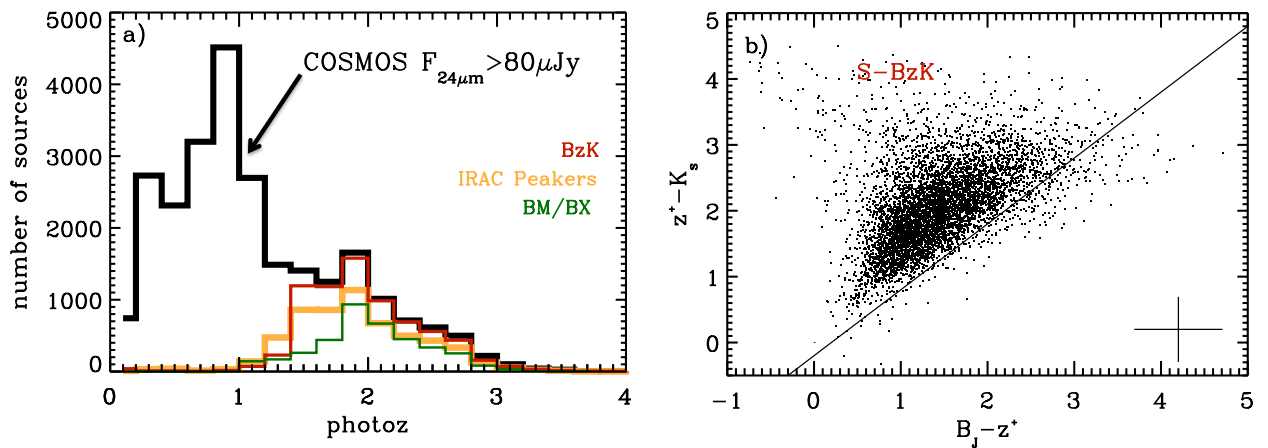 a)
COSMOS F24μm>80μJy
BzK
IRAC Peakers
BM/BX
number of sources
5000
4000
3000
2000
1000
0
0 1 2 3 4
photoz
b)
S-BzK
z+-Ks
5
4
3
2
1
0
-1 0 1 2 3 4 5
BJ-z+